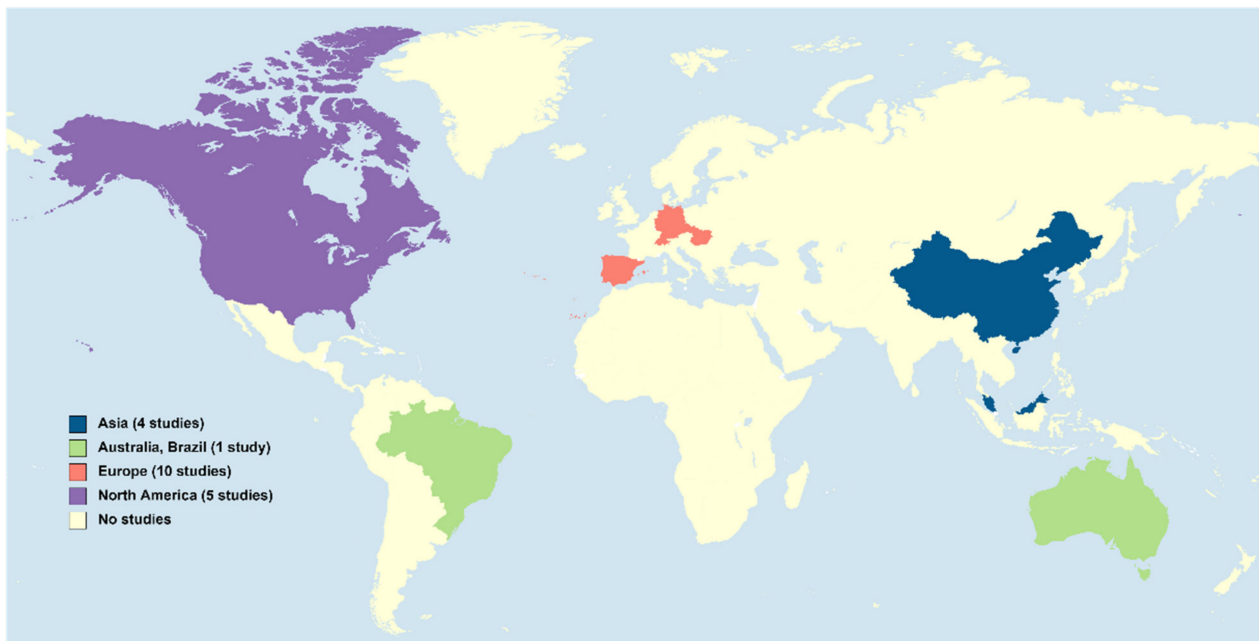 Asia (4 studies)
Australia, Brazil (1 study)
Europe (10 studies)
North America (5 studies)
No studies